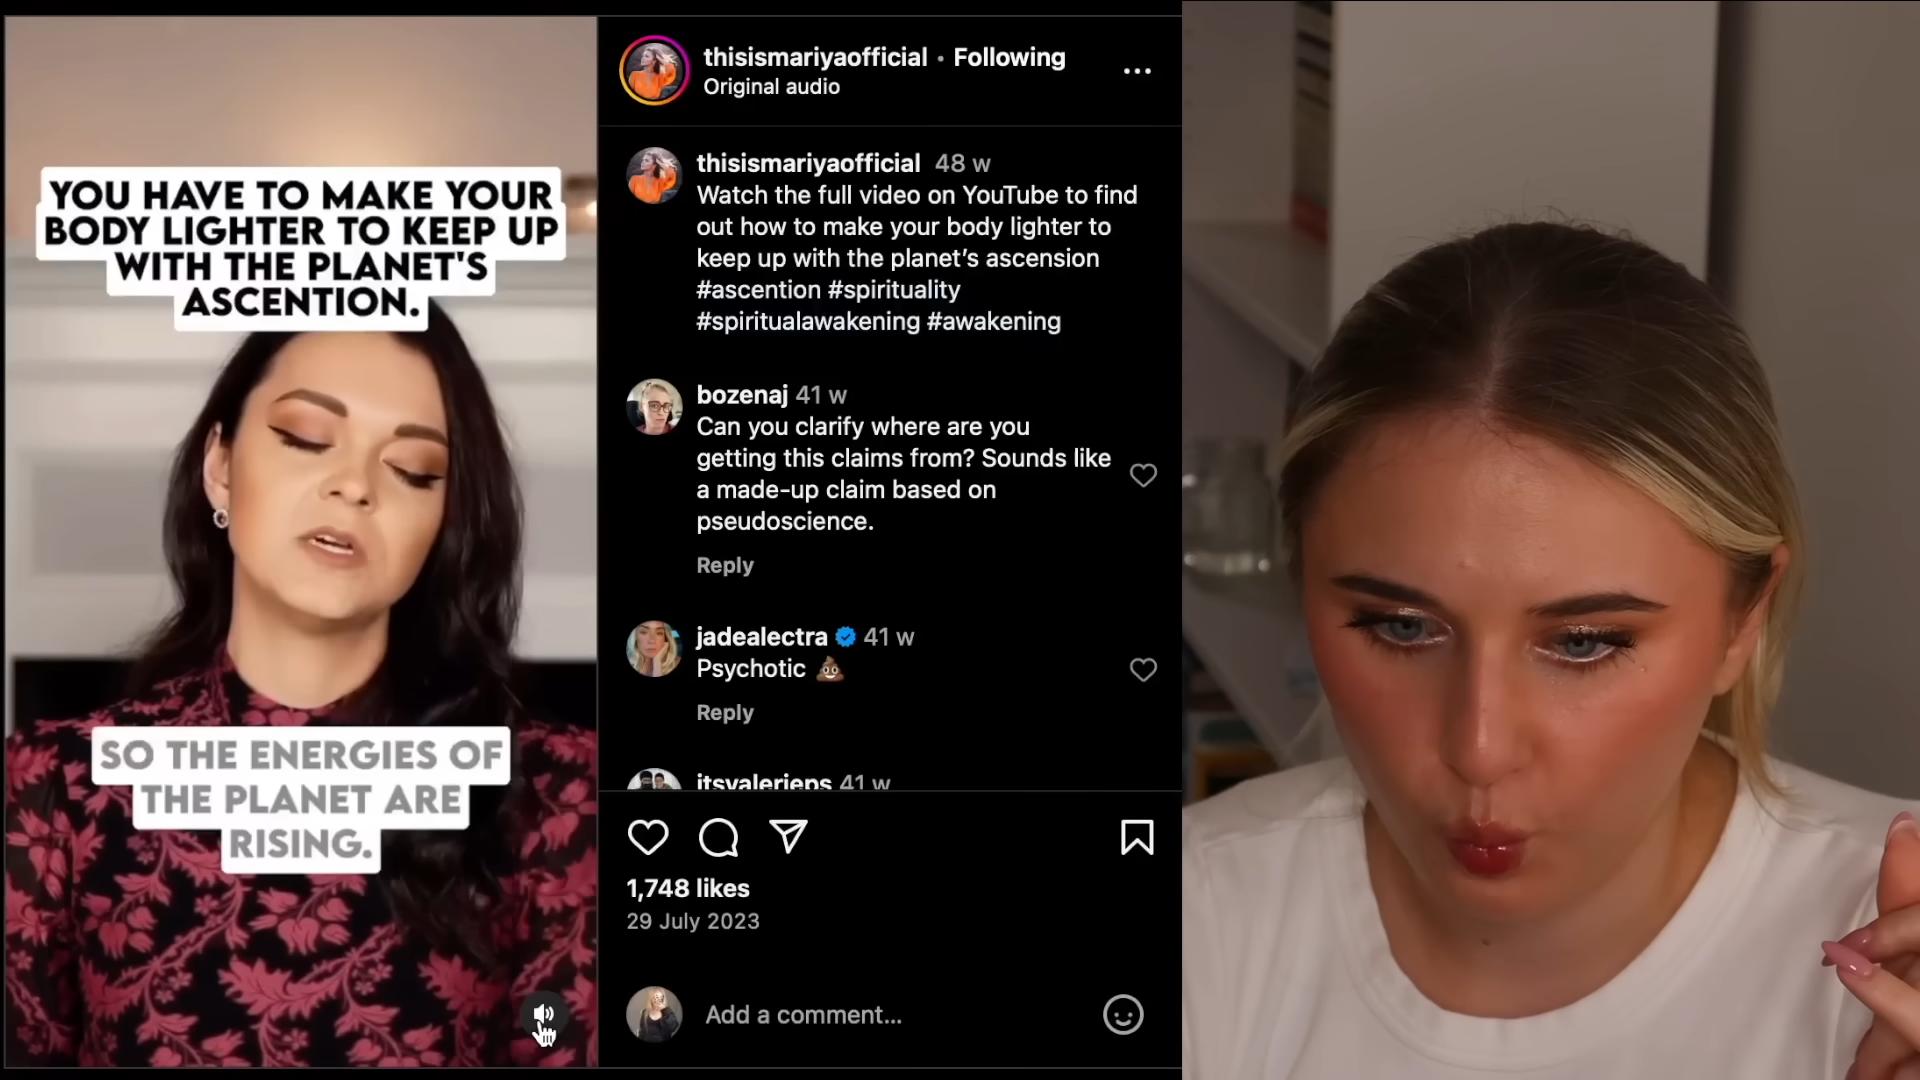 YOU HAVE TO MAKE YOUR
BODY LIGHTER TO KEEP UP
WITH THE PLANET'S
ASCENTION.
SO THE ENERGIES OF
THE PLANET ARE
RISING.
thisismariyaofficial • Following
Original audio
thisismariyaofficial 48 w
Watch the full video on YouTube to find
out how to make your body lighter to
keep up with the planet’s ascension
#ascention #spirituality
#spiritualawakening #awakening
bozenaj 41 w
Can you clarify where are you
getting this claims from? Sounds like
a made-up claim based on
pseudoscience.
Reply
jadealectra 41 w
Psychotic 💩
Reply
itsvalerieps 41 w
1,748 likes
29 July 2023
Add a comment...